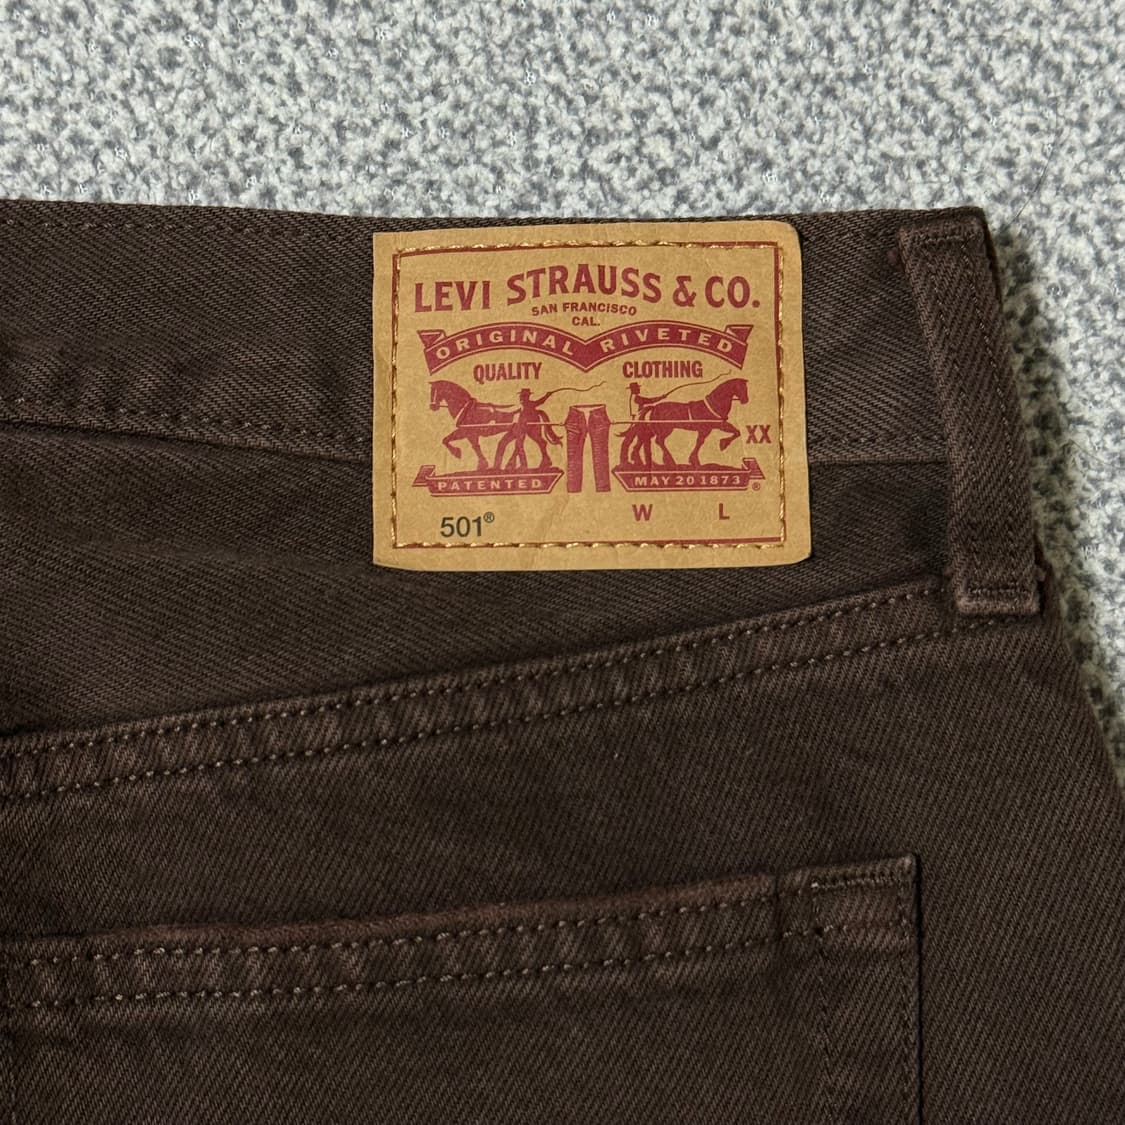 LEVI STRAUSS & CO.
SAN FRANCISCO
CAL.
ORIGINAL RIVETED
QUALITY CLOTHING
XX
PATENTED MAY 20 1873 ®
W L
501®